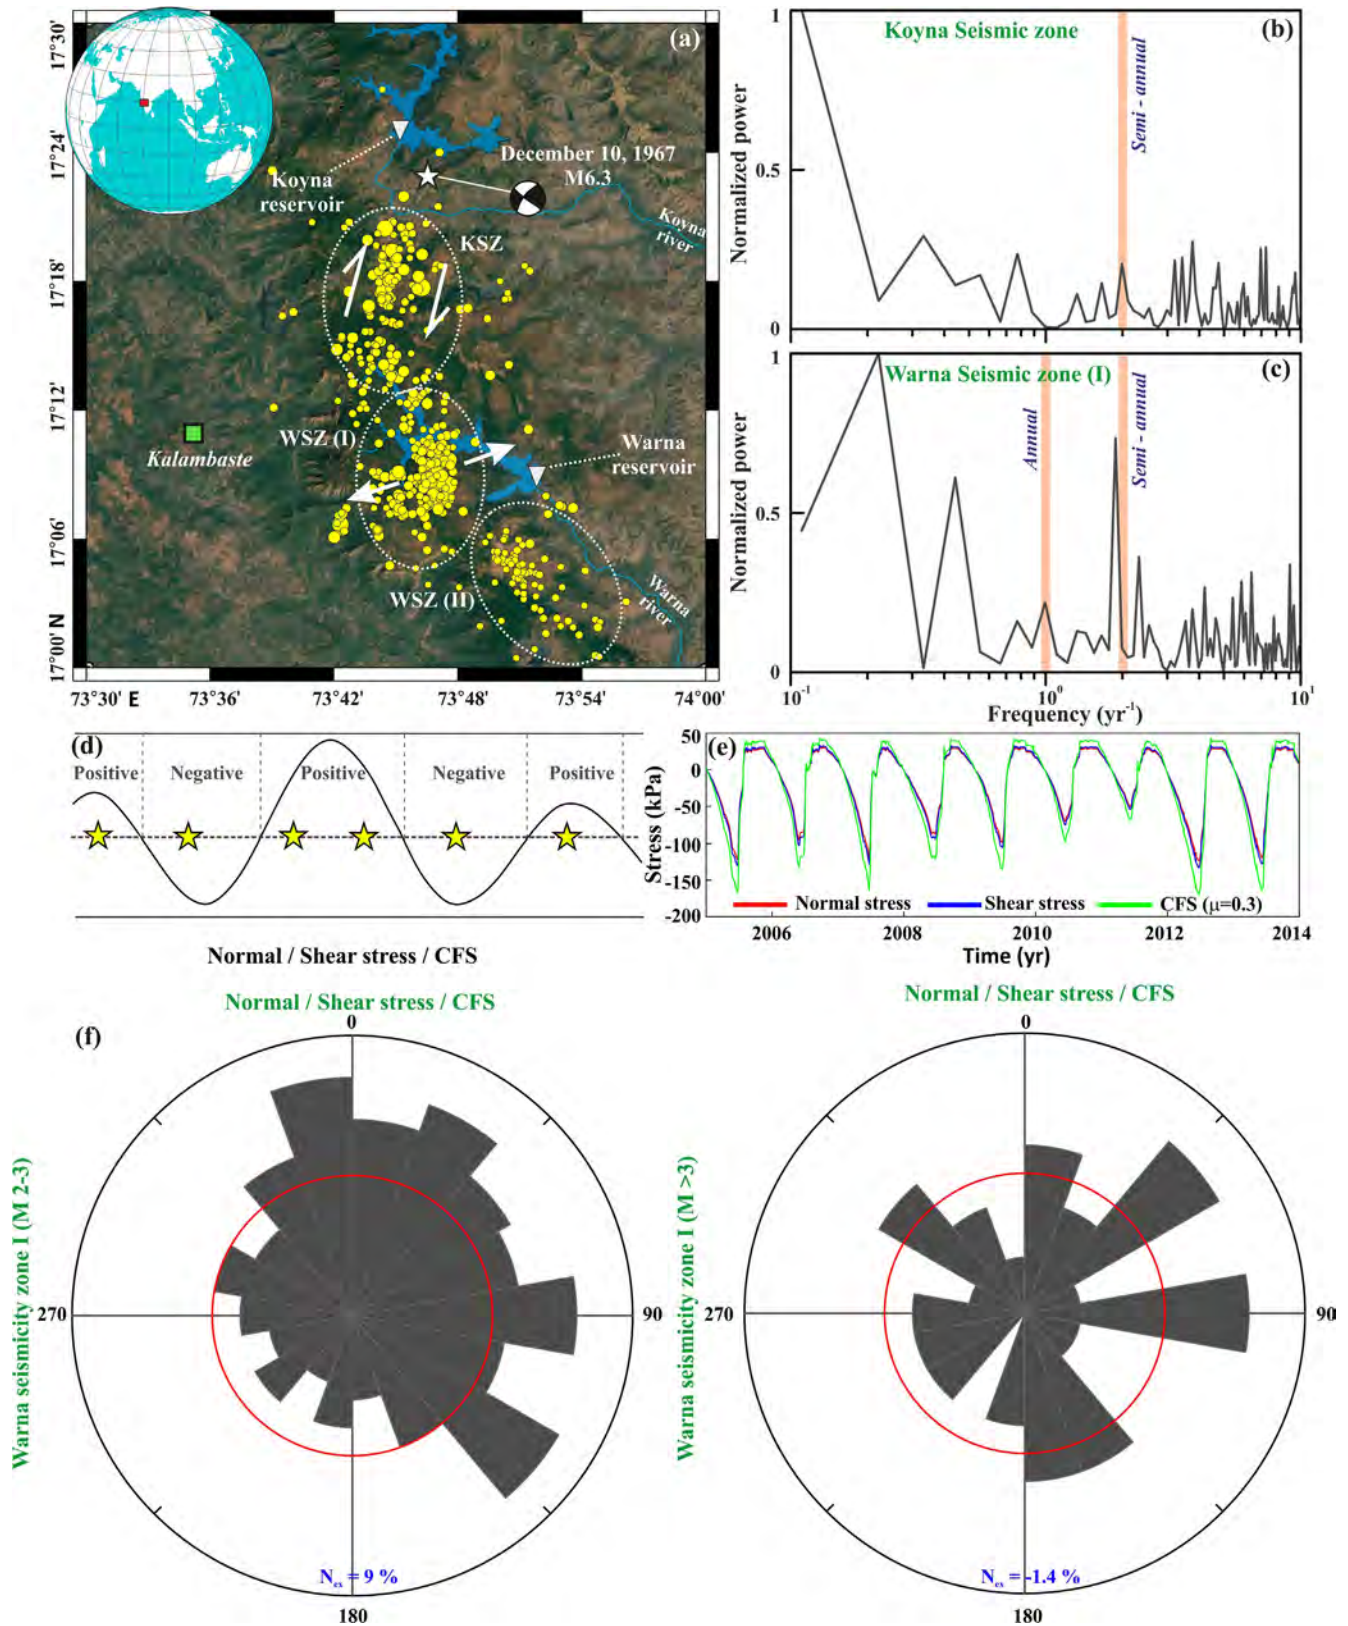 (a)
17°30'
17°24'
17°18'
17°12'
17°06'
17°00' N
73°30' E
73°36'
73°42'
73°48'
73°54'
74°00'
December 10, 1967
M6.3
Koyna
reservoir
Koyna
river
KSZ
WSZ (I)
Kalambaste
Warna
reservoir
WSZ (II)
Warna
river
(b)
Koyna Seismic zone
Semi - annual
Normalized power
1
0.5
0
(c)
Warna Seismic zone (I)
Annual
Semi - annual
Normalized power
1
0.5
0
10⁻¹
10⁰
10¹
Frequency (yr⁻¹)
(d)
Positive
Negative
Positive
Negative
Positive
Normal / Shear stress / CFS
(e)
Stress (kPa)
50
0
-50
-100
-150
-200
Normal stress
Shear stress
CFS (μ=0.3)
2006
2008
2010
2012
2014
Time (yr)
(f)
Normal / Shear stress / CFS
Warna seismicity zone I (M 2-3)
0
90
180
270
Nₑₓ = 9 %
Normal / Shear stress / CFS
Warna seismicity zone I (M >3)
0
90
180
270
Nₑₓ = -1.4 %